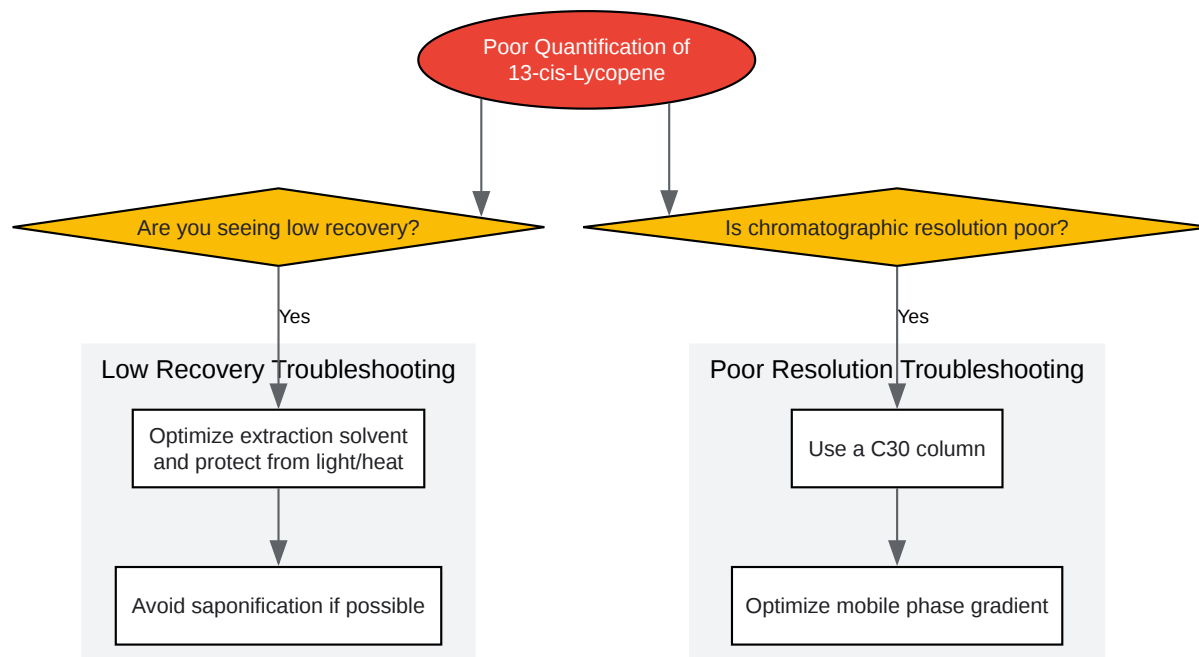 Poor Quantification of
13-cis-Lycopene
Are you seeing low recovery?
Is chromatographic resolution poor?
Yes
Yes
Low Recovery Troubleshooting
Poor Resolution Troubleshooting
Optimize extraction solvent
and protect from light/heat
Use a C30 column
Avoid saponification if possible
Optimize mobile phase gradient